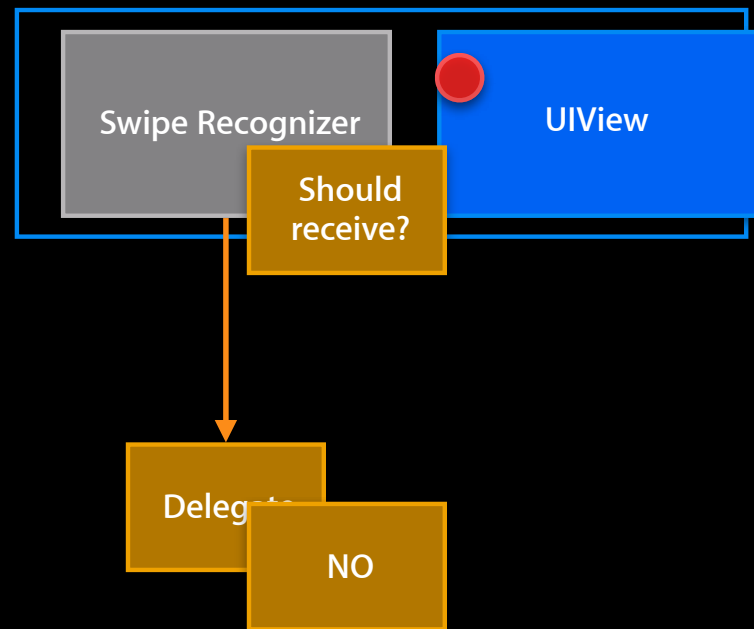 Swipe Recognizer
UIView
Should
receive?
Delegate
NO